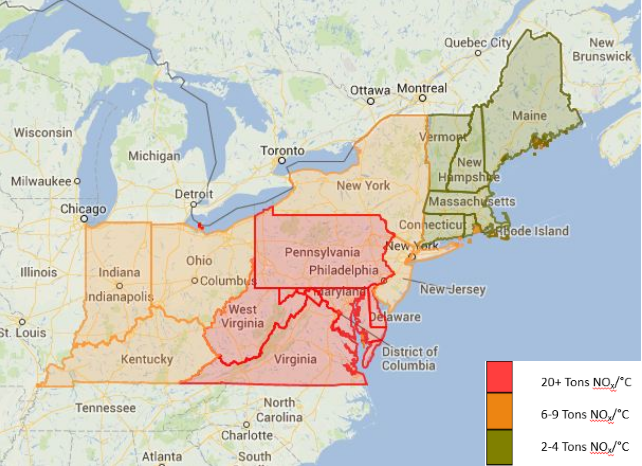 Quebec City
New
Brunswick
Ottawa
Montreal
Maine
Vermont
Wisconsin
Michigan
Toronto
New
Hampshire
Milwaukee
New York
Detroit
Massachusetts
Chicago
Connecticut
Rhode Island
New York
Pennsylvania
Ohio
Illinois
Indiana
Philadelphia
Columbus
New Jersey
Indianapolis
Maryland
West
Virginia
Delaware
St. Louis
District of
Columbia
Kentucky
Virginia
20+ Tons NOx/°C
Tennessee
North
Carolina
6-9 Tons NOx/°C
Charlotte
2-4 Tons NOx/°C
Atlanta
South